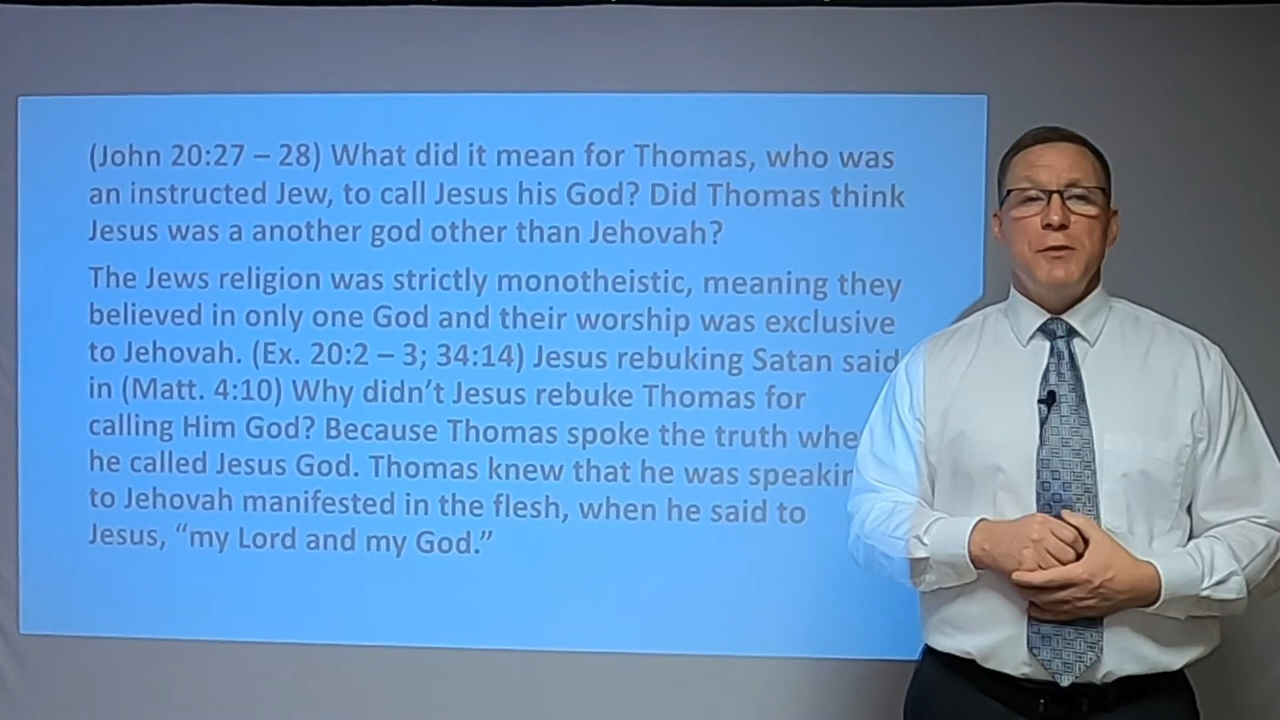 (John 20:27 – 28) What did it mean for Thomas, who was
an instructed Jew, to call Jesus his God? Did Thomas think
Jesus was a another god other than Jehovah?
The Jews religion was strictly monotheistic, meaning they
believed in only one God and their worship was exclusive
to Jehovah. (Ex. 20:2 – 3; 34:14) Jesus rebuking Satan said
in (Matt. 4:10) Why didn't Jesus rebuke Thomas for
calling Him God? Because Thomas spoke the truth whe
he called Jesus God. Thomas knew that he was speakin
to Jehovah manifested in the flesh, when he said to
Jesus, “my Lord and my God.”